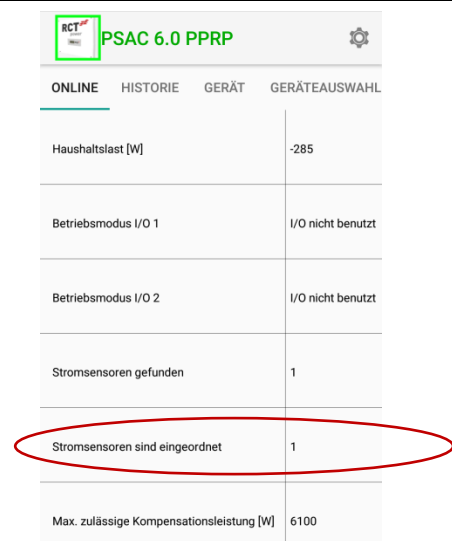 RCT
power
PSAC 6.0 PPRP
ONLINE HISTORIE GERÄT GERÄTEAUSWAHL
Haushaltslast [W] -285
Betriebsmodus I/O 1 I/O nicht benutzt
Betriebsmodus I/O 2 I/O nicht benutzt
Stromsensoren gefunden 1
Stromsensoren sind eingeordnet 1
Max. zulässige Kompensationsleistung [W] 6100